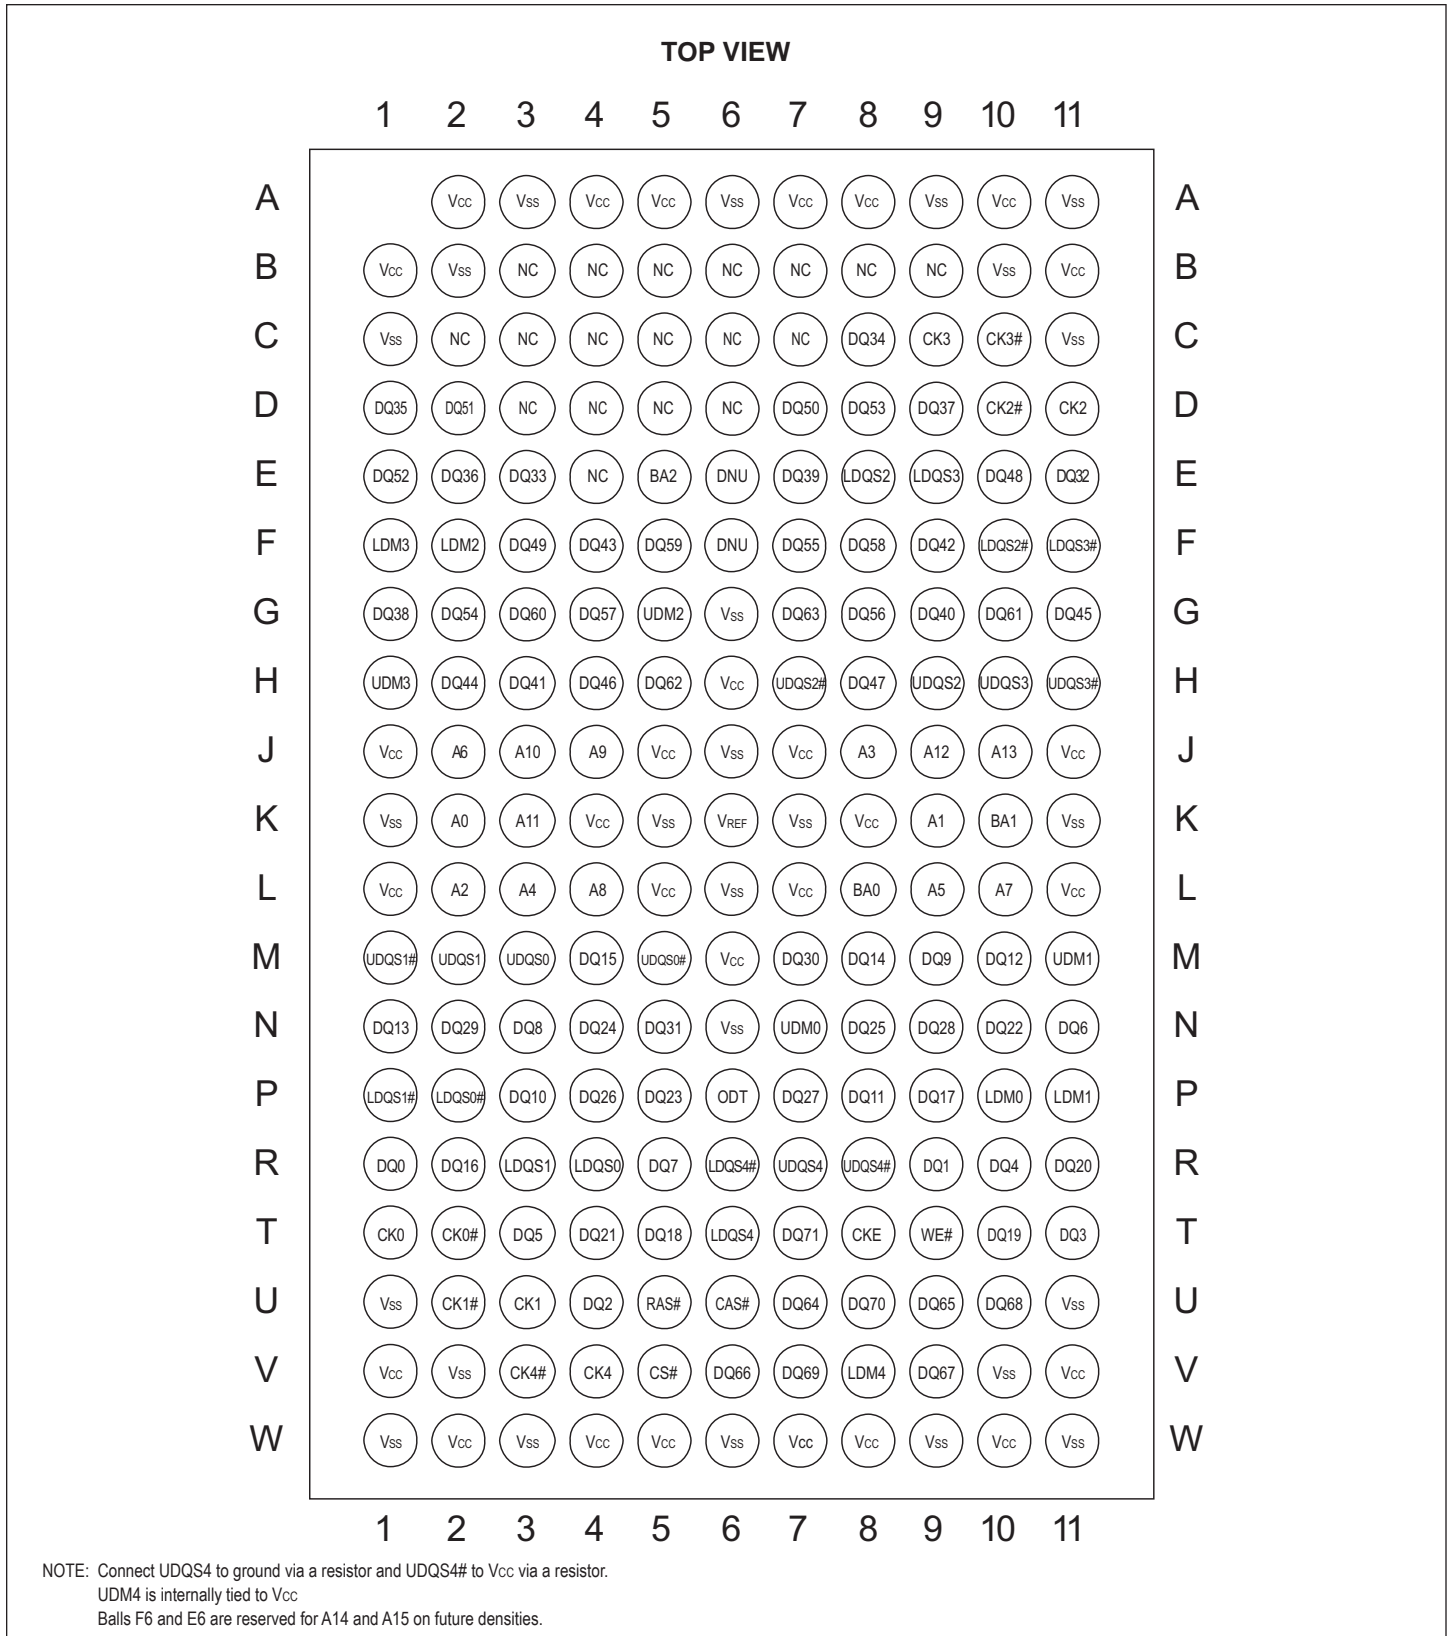 TOP VIEW
1 2 3 4 5 6 7 8 9 10 11
A Vcc Vss Vcc Vcc Vss Vcc Vcc Vss Vcc Vss A
B Vcc Vss NC NC NC NC NC NC NC Vss Vcc B
C Vss NC NC NC NC NC NC DQ34 CK3 CK3# Vss C
D DQ35 DQ51 NC NC NC NC DQ50 DQ53 DQ37 CK2# CK2 D
E DQ52 DQ36 DQ33 NC BA2 DNU DQ39 LDQS2 LDQS3 DQ48 DQ32 E
F LDM3 LDM2 DQ49 DQ43 DQ59 DNU DQ55 DQ58 DQ42 LDQS2# LDQS3# F
G DQ38 DQ54 DQ60 DQ57 UDM2 Vss DQ63 DQ56 DQ40 DQ61 DQ45 G
H UDM3 DQ44 DQ41 DQ46 DQ62 Vcc UDQS2# DQ47 UDQS2 UDQS3 UDQS3# H
J Vcc A6 A10 A9 Vcc Vss Vcc A3 A12 A13 Vcc J
K Vss A0 A11 Vcc Vss VREF Vss Vcc A1 BA1 Vss K
L Vcc A2 A4 A8 Vcc Vss Vcc BA0 A5 A7 Vcc L
M UDQS1# UDQS1 UDQS0 DQ15 UDQS0# Vcc DQ30 DQ14 DQ9 DQ12 UDM1 M
N DQ13 DQ29 DQ8 DQ24 DQ31 Vss UDM0 DQ25 DQ28 DQ22 DQ6 N
P LDQS1# LDQS0# DQ10 DQ26 DQ23 ODT DQ27 DQ11 DQ17 LDM0 LDM1 P
R DQ0 DQ16 LDQS1 LDQS0 DQ7 LDQS4# UDQS4 UDQS4# DQ1 DQ4 DQ20 R
T CK0 CK0# DQ5 DQ21 DQ18 LDQS4 DQ71 CKE WE# DQ19 DQ3 T
U Vss CK1# CK1 DQ2 RAS# CAS# DQ64 DQ70 DQ65 DQ68 Vss U
V Vcc Vss CK4# CK4 CS# DQ66 DQ69 LDM4 DQ67 Vss Vcc V
W Vss Vcc Vss Vcc Vcc Vss Vcc Vcc Vss Vcc Vss W
1 2 3 4 5 6 7 8 9 10 11
NOTE: Connect UDQS4 to ground via a resistor and UDQS4# to Vcc via a resistor.
UDM4 is internally tied to Vcc
Balls F6 and E6 are reserved for A14 and A15 on future densities.